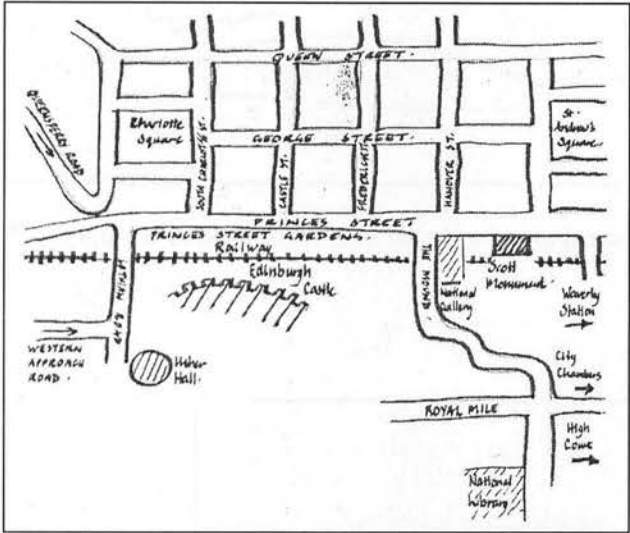 QUEEN STREET.
QUEENSFERRY ROAD
Charlotte
Square
St.
Andrew's
Square
GEORGE STREET.
SOUTH CHARLOTTE ST.
CASTLE ST.
FREDERICK ST
HANOVER ST.
PRINCES STREET
PRINCES STREET GARDENS.
Railway
Edinburgh
Castle
LOTHIAN ROAD
THE MOUND
National
Gallery
Scott
Monument
Waverly
Station
WESTERN
APPROACH
ROAD.
Usher
Hall.
City
Chambers
ROYAL MILE
High
Court
National
Library